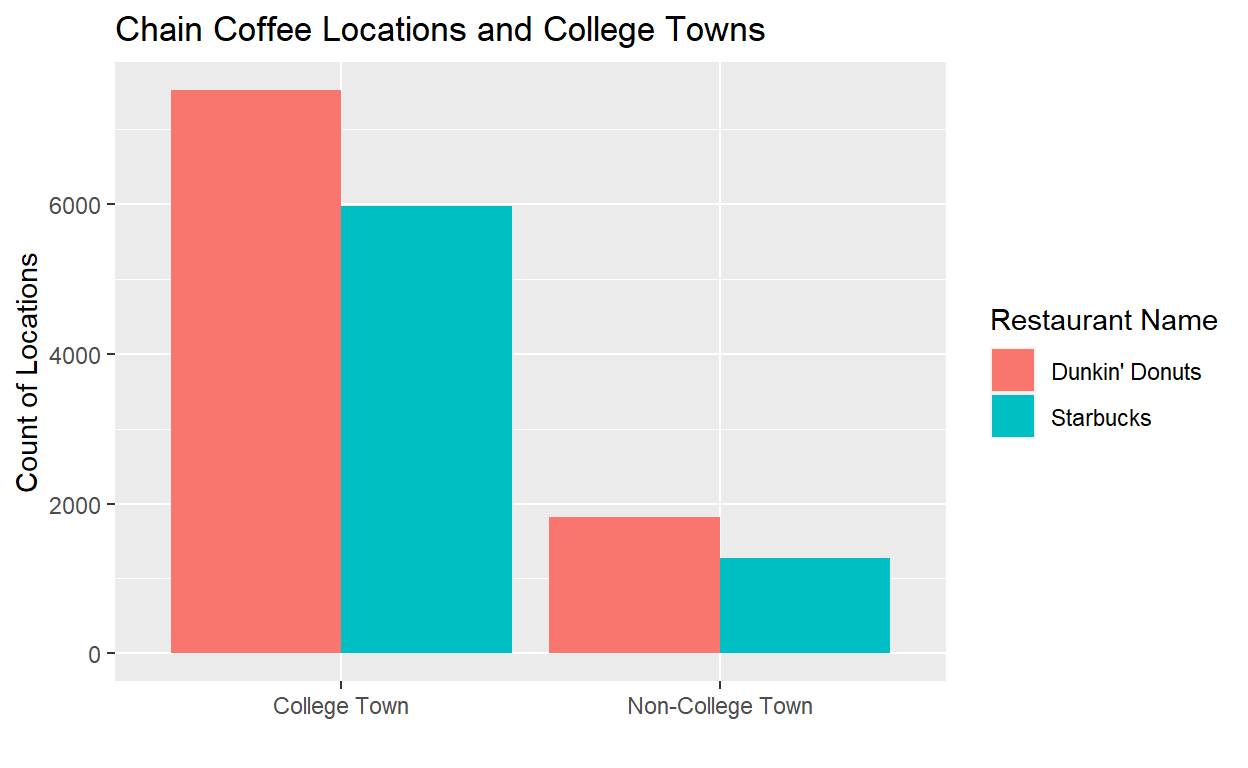 Chain Coffee Locations and College Towns
Count of Locations
6000
4000
2000
0
College Town
Non-College Town
Restaurant Name
Dunkin' Donuts
Starbucks